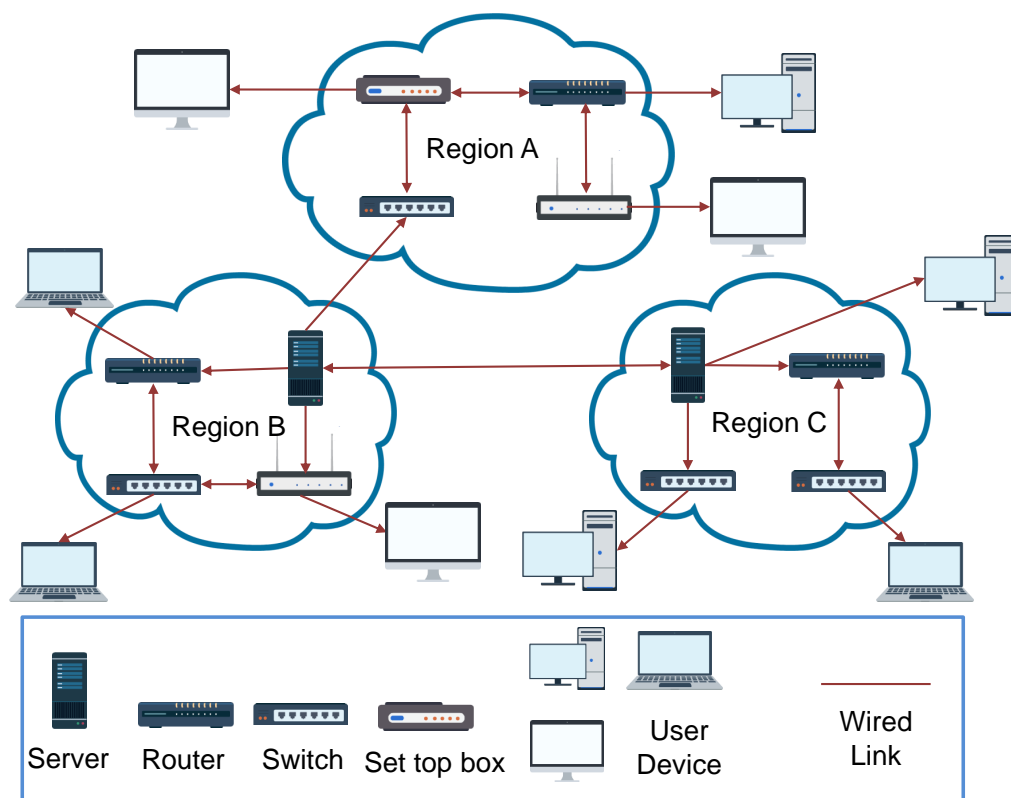 Region A
Region B
Region C
Server
Router
Switch
Set top box
User
Device
Wired
Link